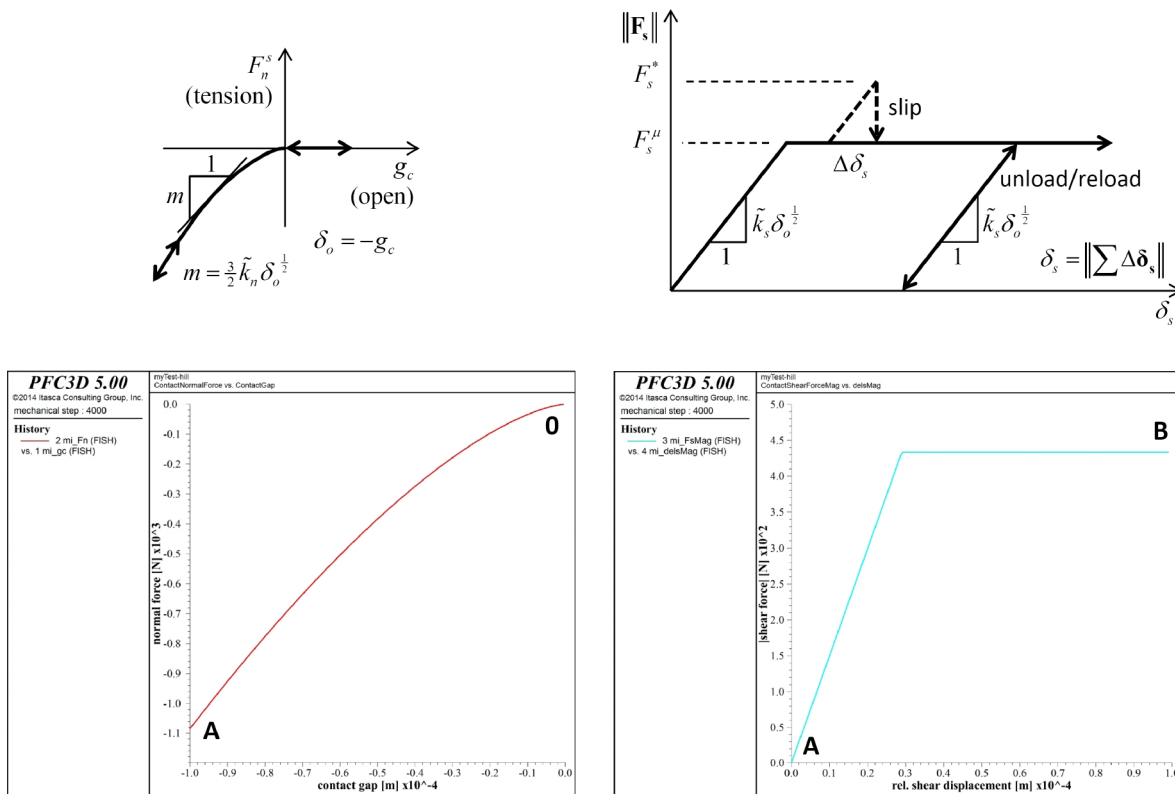 F_n^s
(tension)
1
m
g_c
(open)
δ_o = −g_c
m = 3/2 k̃_n δ_o^{1/2}
‖F_s‖
F_s^*
slip
F_s^μ
Δδ_s
unload/reload
k̃_s δ_o^{1/2}
1
k̃_s δ_o^{1/2}
1
δ_s = ‖∑ Δδ_s‖
δ_s
PFC3D 5.00
©2014 Itasca Consulting Group, Inc.
mechanical step : 4000
History
2 mi_Fn (FISH)
vs. 1 mi_gc (FISH)
myTest-hill
ContactNormalForce vs. ContactGap
normal force [N] x10^3
0.0
-0.1
-0.2
-0.3
-0.4
-0.5
-0.6
-0.7
-0.8
-0.9
-1.0
-1.1
0
A
-1.0 -0.9 -0.8 -0.7 -0.6 -0.5 -0.4 -0.3 -0.2 -0.1 0.0
contact gap [m] x10^-4
PFC3D 5.00
©2014 Itasca Consulting Group, Inc.
mechanical step : 4000
History
3 mi_FsMag (FISH)
vs. 4 mi_delsMag (FISH)
myTest-hill
ContactShearForceMag vs. delsMag
|shear force| [N] x10^2
5.0
4.5
4.0
3.5
3.0
2.5
2.0
1.5
1.0
0.5
0.0
B
A
0.0 0.1 0.2 0.3 0.4 0.5 0.6 0.7 0.8 0.9 1.0
rel. shear displacement [m] x10^-4